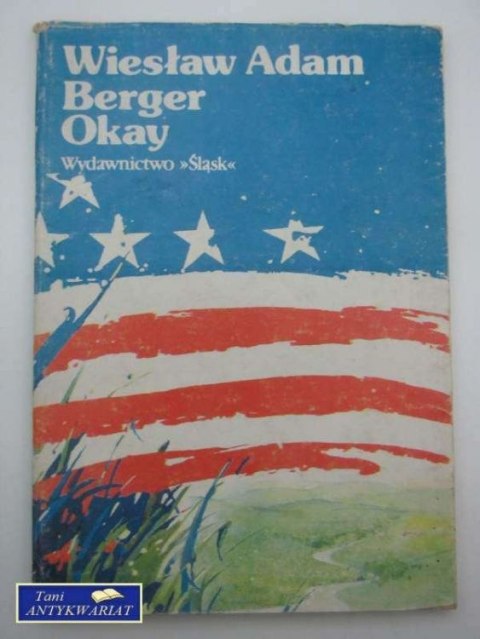 Wiesław Adam
Berger
Okay
Wydawnictwo »Śląsk«
Tani
ANTYKWARIAT